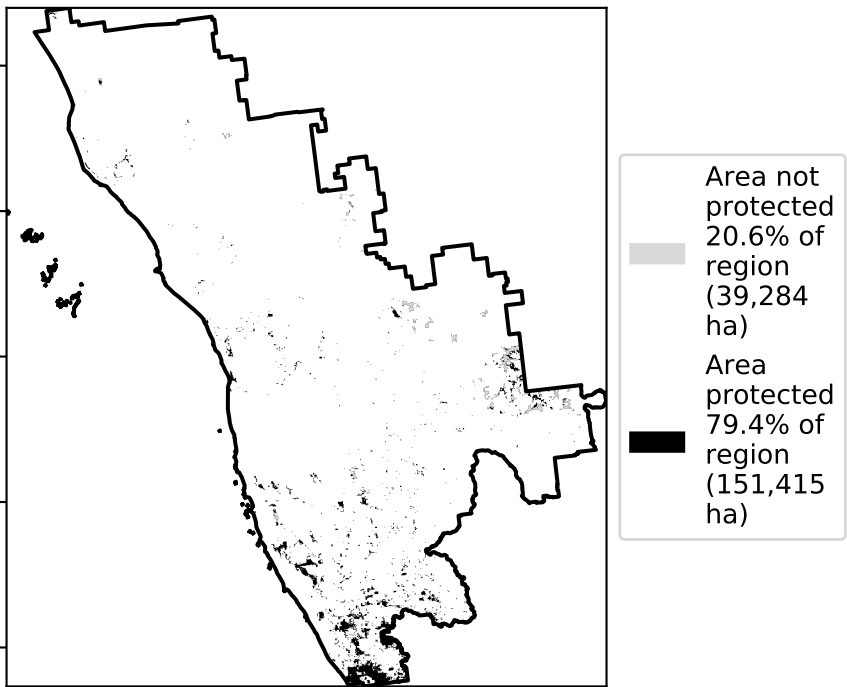 Area not
protected
20.6% of
region
(39,284
ha)
Area
protected
79.4% of
region
(151,415
ha)